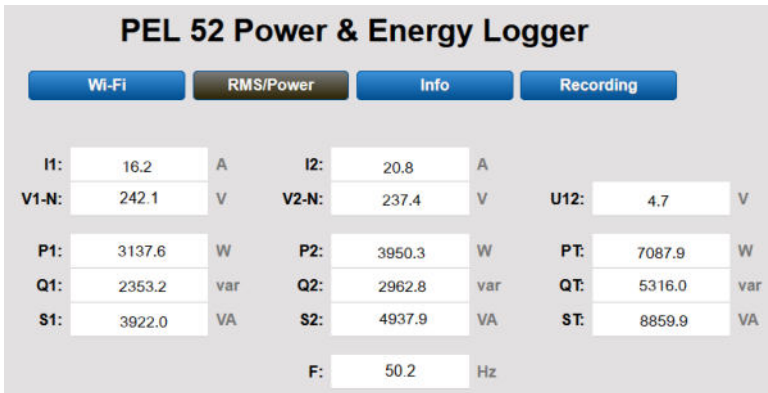 PEL 52 Power & Energy Logger
Wi-Fi RMS/Power Info Recording
I1: 16.2 A I2: 20.8 A
V1-N: 242.1 V V2-N: 237.4 V U12: 4.7 V
P1: 3137.6 W P2: 3950.3 W PT: 7087.9 W
Q1: 2353.2 var Q2: 2962.8 var QT: 5316.0 var
S1: 3922.0 VA S2: 4937.9 VA ST: 8859.9 VA
F: 50.2 Hz